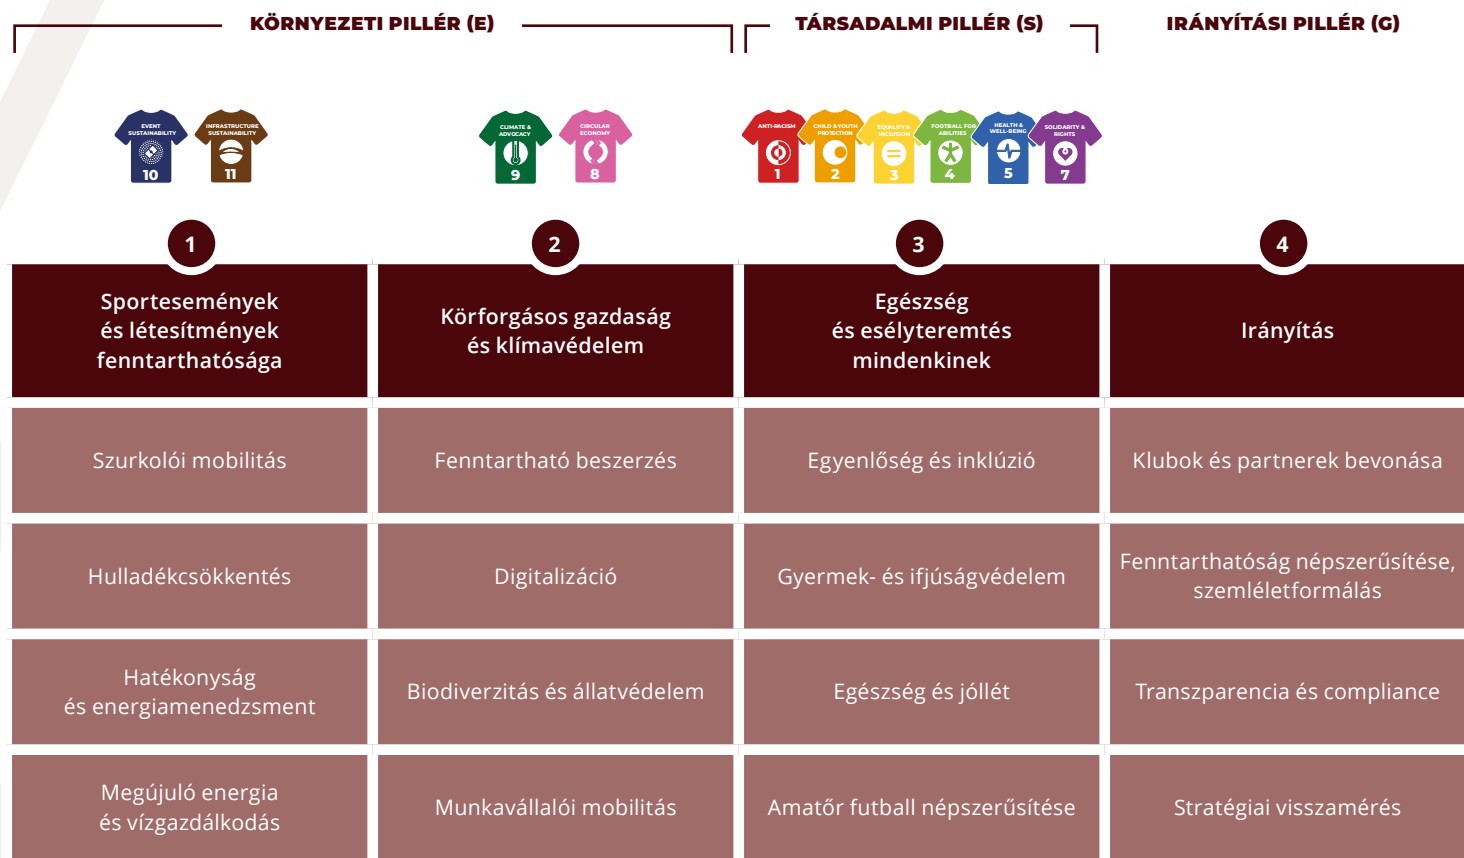 KÖRNYEZETI PILLÉR (E)
TÁRSADALMI PILLÉR (S)
IRÁNYÍTÁSI PILLÉR (G)
EVENT
SUSTAINABILITY
10
INFRASTRUCTURE
SUSTAINABILITY
11
CLIMATE &
ADVOCACY
9
CIRCULAR
ECONOMY
8
ANTI-RACISM
1
CHILD & YOUTH
PROTECTION
2
EQUALITY &
INCLUSION
3
FOOTBALL FOR
ABILITIES
4
HEALTH &
WELL-BEING
5
SOLIDARITY &
RIGHTS
7
1
2
3
4
Sportesemények
és létesítmények
fenntarthatósága
Körforgásos gazdaság
és klímavédelem
Egészség
és esélyteremtés
mindenkinek
Irányítás
Szurkolói mobilitás
Fenntartható beszerzés
Egyenlőség és inklúzió
Klubok és partnerek bevonása
Hulladékcsökkentés
Digitalizáció
Gyermek- és ifjúságvédelem
Fenntarthatóság népszerűsítése,
szemléletformálás
Hatékonyság
és energiamenedzsment
Biodiverzitás és állatvédelem
Egészség és jóllét
Transzparencia és compliance
Megújuló energia
és vízgazdálkodás
Munkavállalói mobilitás
Amatőr futball népszerűsítése
Stratégiai visszamérés